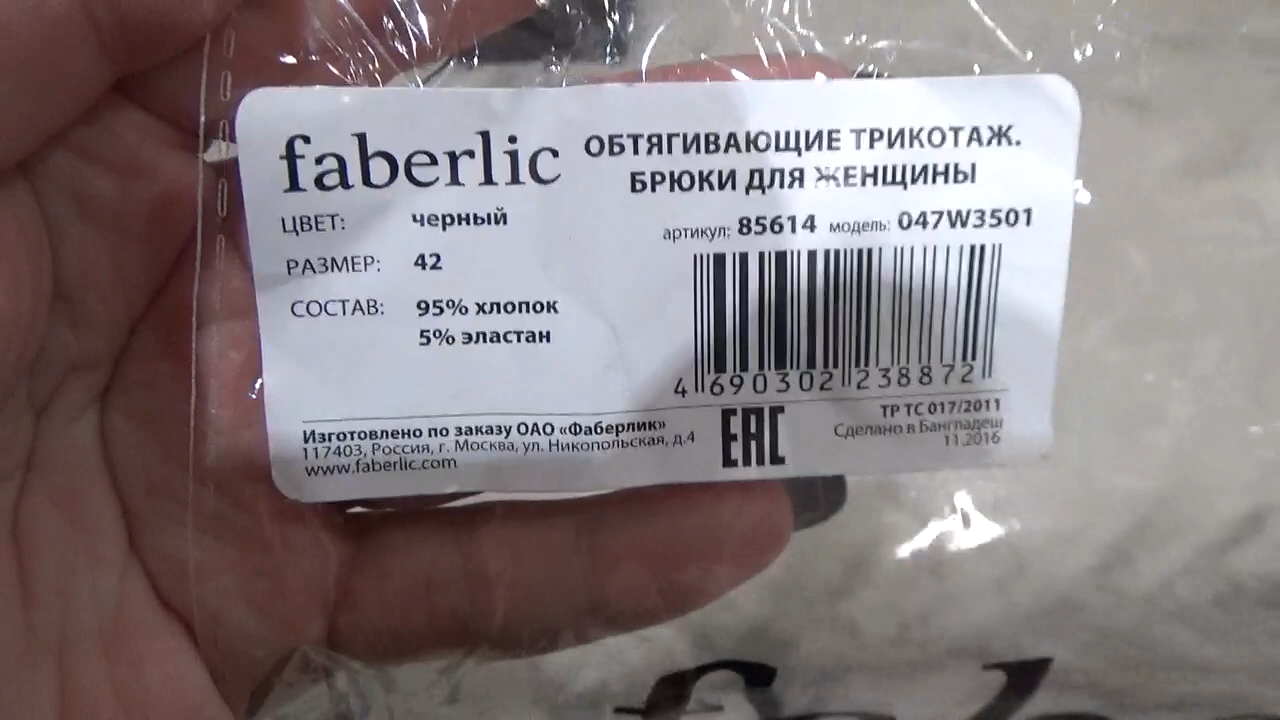 faberlic
ОБТЯГИВАЮЩИЕ ТРИКОТАЖ.
БРЮКИ ДЛЯ ЖЕНЩИНЫ
ЦВЕТ: черный
артикул: 85614 модель: 047W3501
РАЗМЕР: 42
СОСТАВ: 95% хлопок
5% эластан
4 690302 238872
Изготовлено по заказу ОАО «Фаберлик»
117403, Россия, г. Москва, ул. Никопольская, д.4
www.faberlic.com
EAC
ТР ТС 017/2011
Сделано в Бангладеш
11.2016